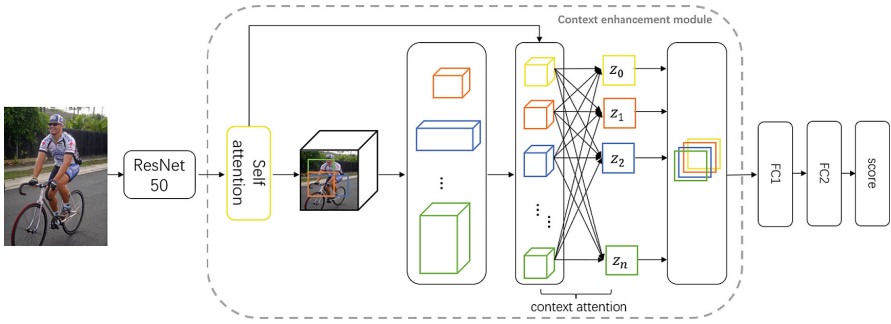 Context enhancement module
ResNet
50
Self
attention
...
...
...
z0
z1
z2
zn
context attention
FC1
FC2
score